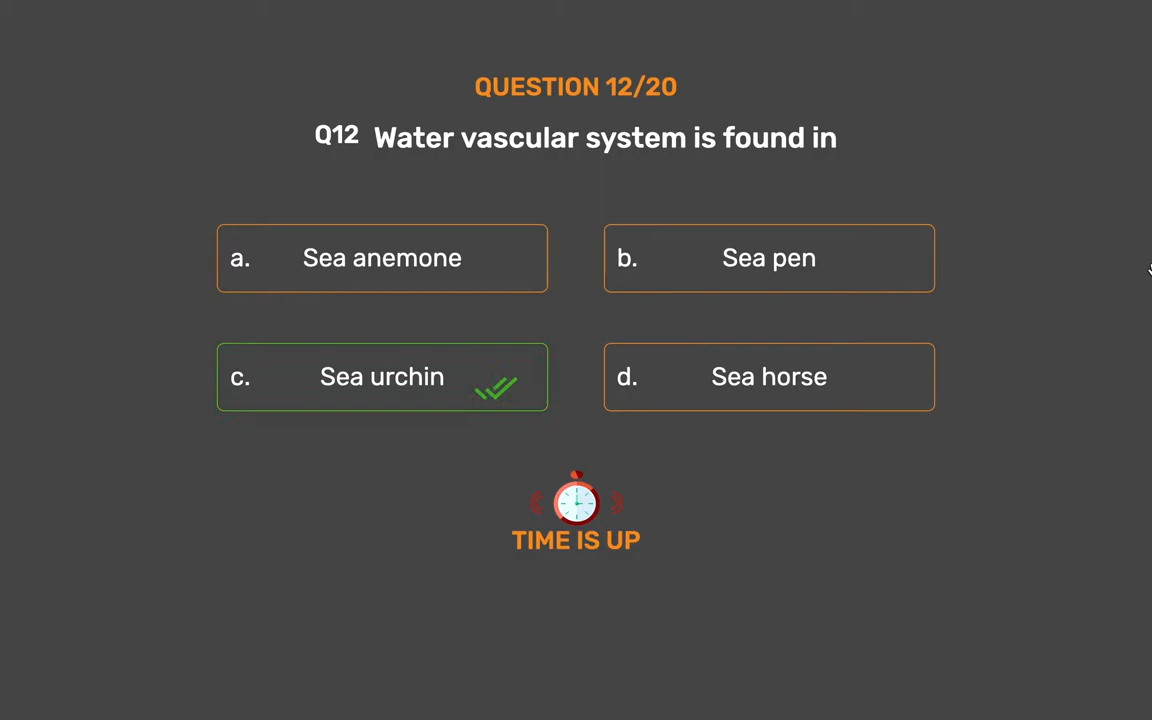 QUESTION 12/20
Q12 Water vascular system is found in
a. Sea anemone
b. Sea pen
c. Sea urchin
d. Sea horse
TIME IS UP